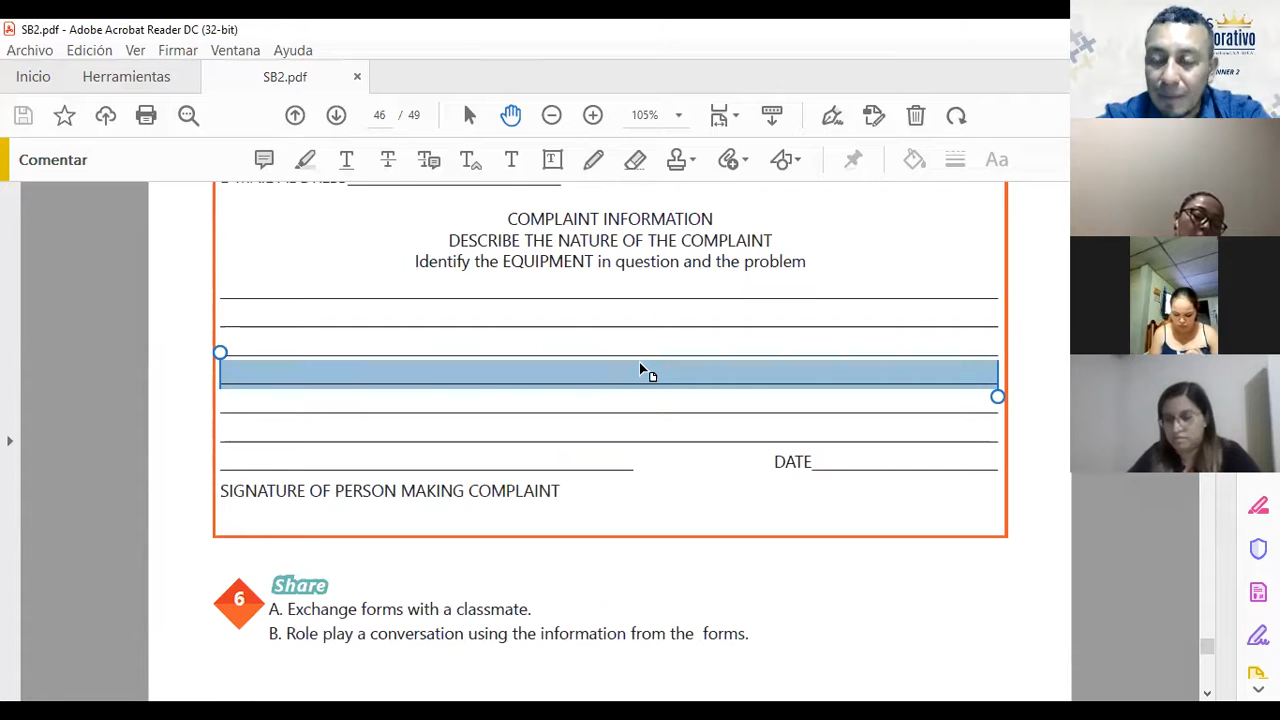 SB2.pdf - Adobe Acrobat Reader DC (32-bit)
Archivo Edición Ver Firmar Ventana Ayuda
Inicio Herramientas SB2.pdf
46 / 49 105%
Comentar
COMPLAINT INFORMATION
DESCRIBE THE NATURE OF THE COMPLAINT
Identify the EQUIPMENT in question and the problem
DATE
SIGNATURE OF PERSON MAKING COMPLAINT
6 Share
A. Exchange forms with a classmate.
B. Role play a conversation using the information from the forms.